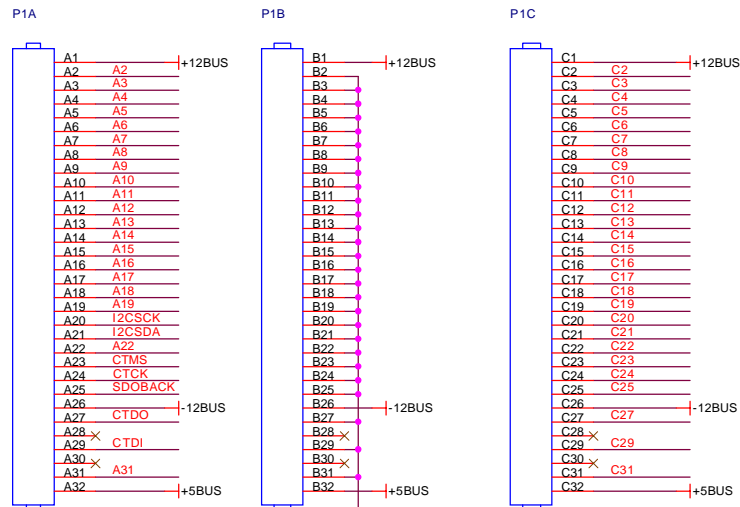 P1A P1B P1C
A1 +12BUS B1 +12BUS C1 +12BUS
A2 A2 B2 C2 C2
A3 A3 B3 C3 C3
A4 A4 B4 C4 C4
A5 A5 B5 C5 C5
A6 A6 B6 C6 C6
A7 A7 B7 C7 C7
A8 A8 B8 C8 C8
A9 A9 B9 C9 C9
A10 A10 B10 C10 C10
A11 A11 B11 C11 C11
A12 A12 B12 C12 C12
A13 A13 B13 C13 C13
A14 A14 B14 C14 C14
A15 A15 B15 C15 C15
A16 A16 B16 C16 C16
A17 A17 B17 C17 C17
A18 A18 B18 C18 C18
A19 A19 B19 C19 C19
A20 I2CSCK B20 C20 C20
A21 I2CSDA B21 C21 C21
A22 A22 B22 C22 C22
A23 CTMS B23 C23 C23
A24 CTCK B24 C24 C24
A25 SDOBACK B25 C25 C25
A26 -12BUS B26 -12BUS C26 -12BUS
A27 CTDO B27 C27 C27
A28 B28 C28
A29 CTDI B29 C29 C29
A30 B30 C30
A31 A31 B31 C31 C31
A32 +5BUS B32 +5BUS C32 +5BUS